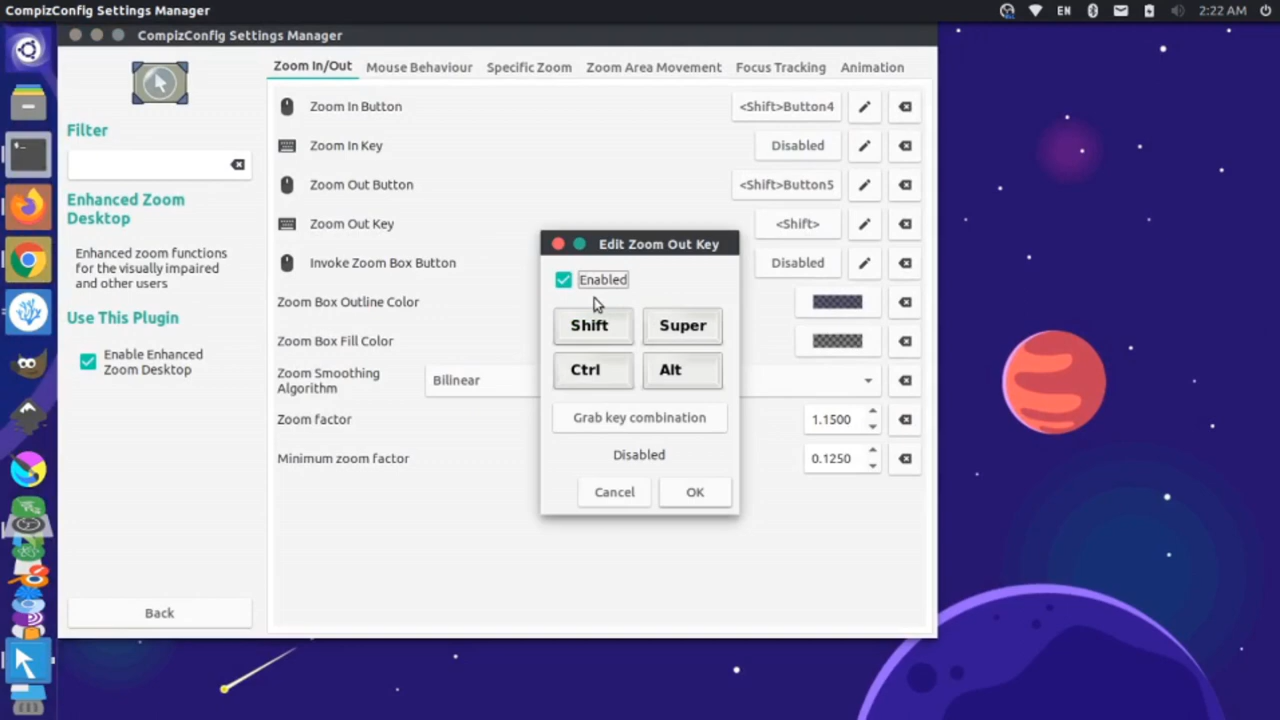 CompizConfig Settings Manager
EN
2:22 AM
CompizConfig Settings Manager
Filter
Enhanced Zoom
Desktop
Enhanced zoom functions
for the visually impaired
and other users
Use This Plugin
Enable Enhanced
Zoom Desktop
Back
Zoom In/Out
Mouse Behaviour
Specific Zoom
Zoom Area Movement
Focus Tracking
Animation
Zoom In Button
<Shift>Button4
Zoom In Key
Disabled
Zoom Out Button
<Shift>Button5
Zoom Out Key
<Shift>
Invoke Zoom Box Button
Disabled
Zoom Box Outline Color
Zoom Box Fill Color
Zoom Smoothing
Algorithm
Bilinear
Zoom factor
1.1500
Minimum zoom factor
0.1250
Edit Zoom Out Key
Enabled
Shift
Super
Ctrl
Alt
Grab key combination
Disabled
Cancel
OK